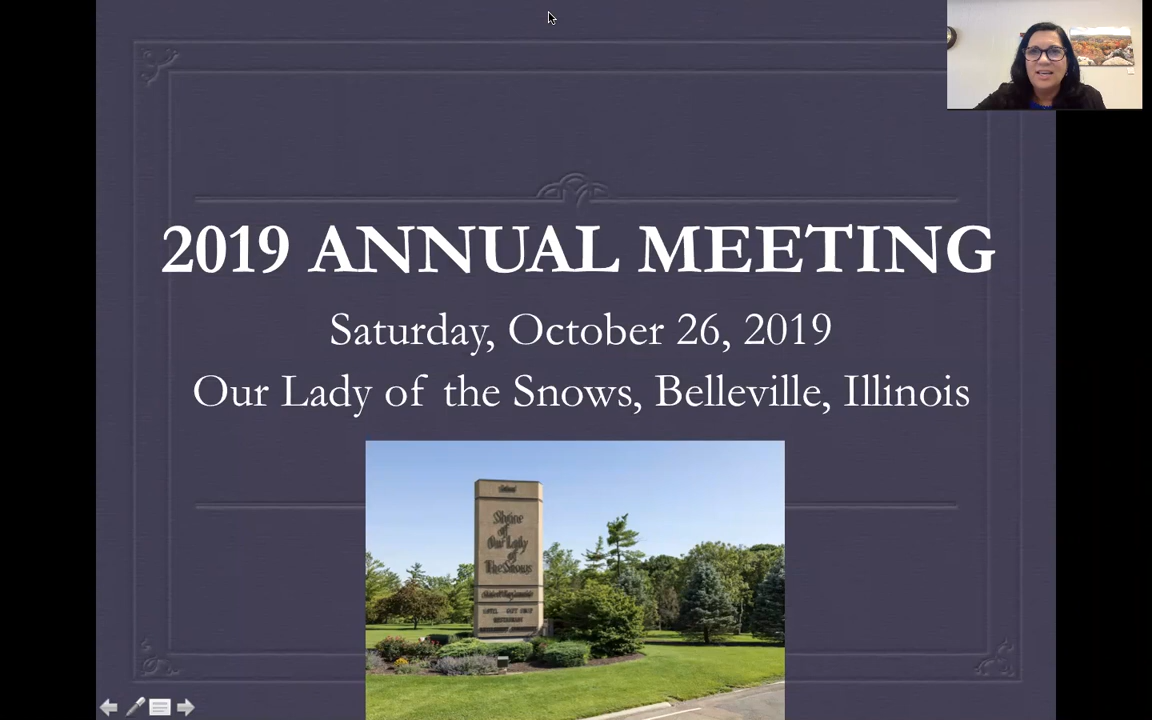 2019 ANNUAL MEETING
Saturday, October 26, 2019
Our Lady of the Snows, Belleville, Illinois
Shrine
of
Our Lady
of
The Snows
RESTAURANT